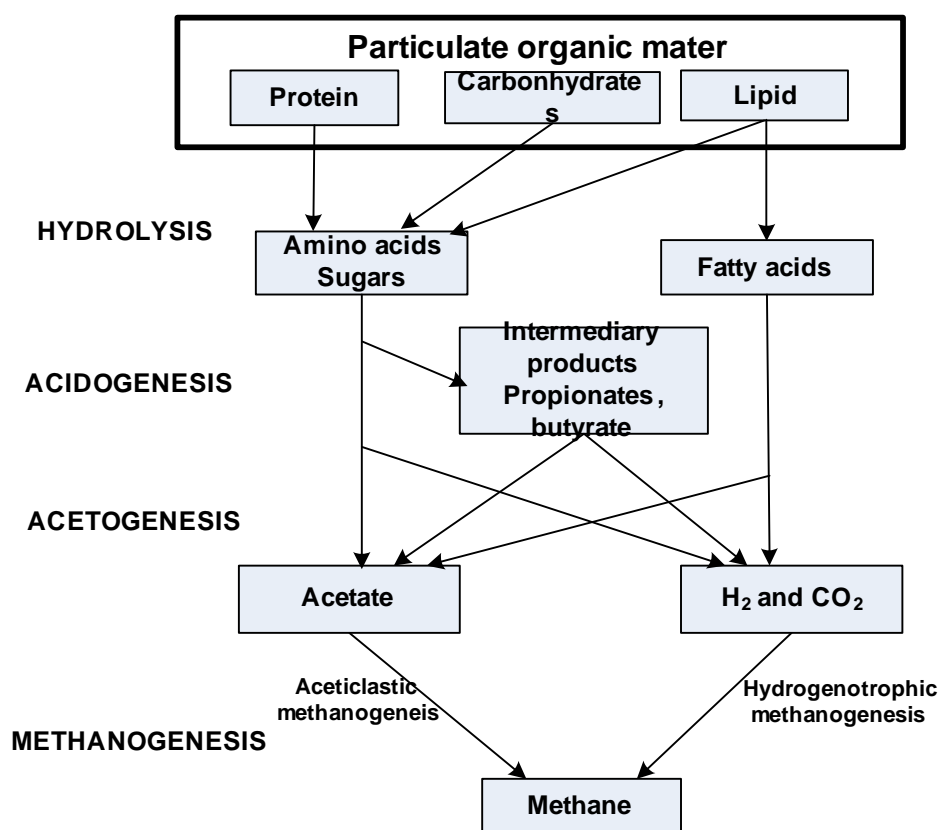 Particulate organic mater
Protein
Carbonhydrate
s
Lipid
HYDROLYSIS
Amino acids
Sugars
Fatty acids
Intermediary
products
Propionates,
butyrate
ACIDOGENESIS
ACETOGENESIS
Acetate
H₂ and CO₂
Aceticlastic
methanogeneis
Hydrogenotrophic
methanogenesis
METHANOGENESIS
Methane